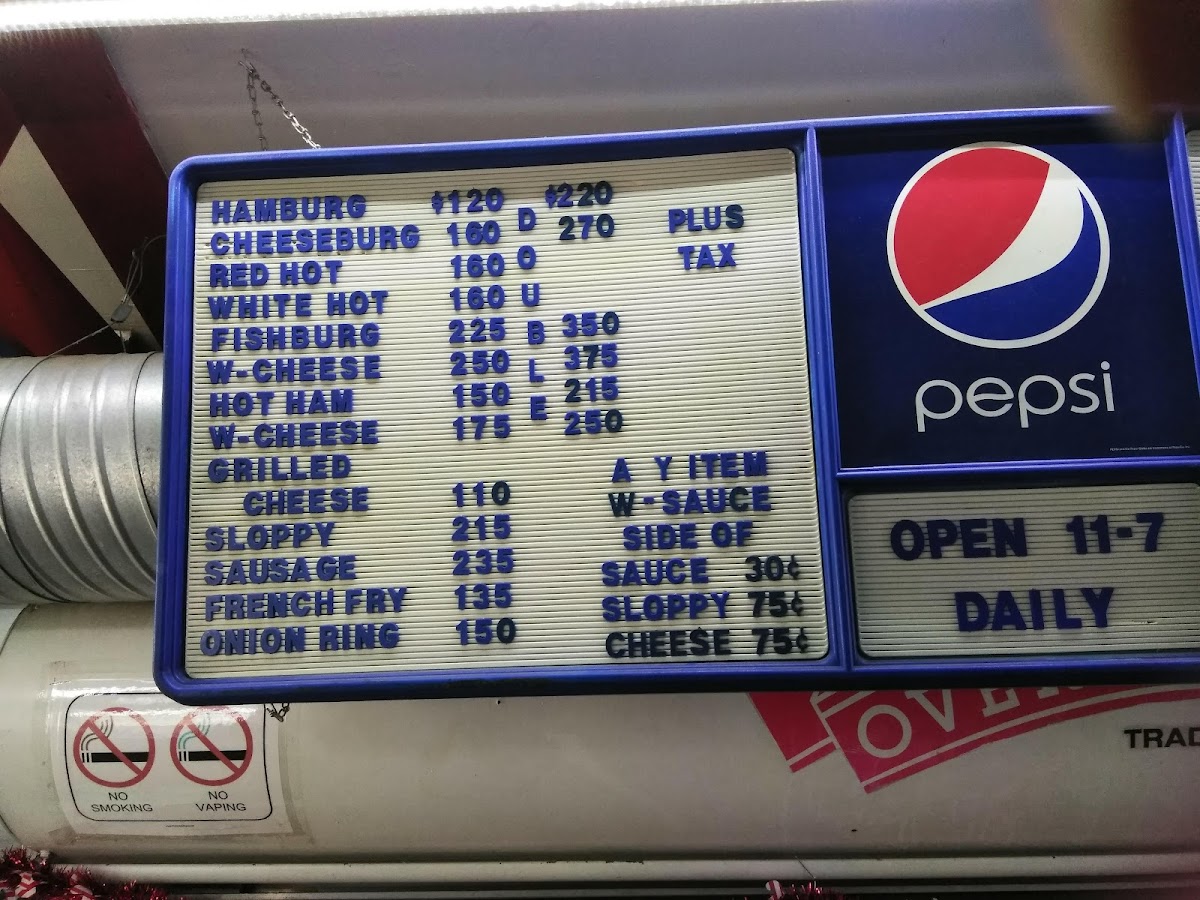 HAMBURG $120 $220
CHEESEBURG 160 D 270
RED HOT 160 O
WHITE HOT 160 U
FISHBURG 225 B 350
W-CHEESE 250 L 375
HOT HAM 150 E 215
W-CHEESE 175 250
GRILLED
CHEESE 110
SLOPPY 215
SAUSAGE 235
FRENCH FRY 135
ONION RING 150
PLUS
TAX
A Y ITEM
W-SAUCE
SIDE OF
SAUCE 30¢
SLOPPY 75¢
CHEESE 75¢
pepsi
OPEN 11-7
DAILY
NO SMOKING
NO VAPING